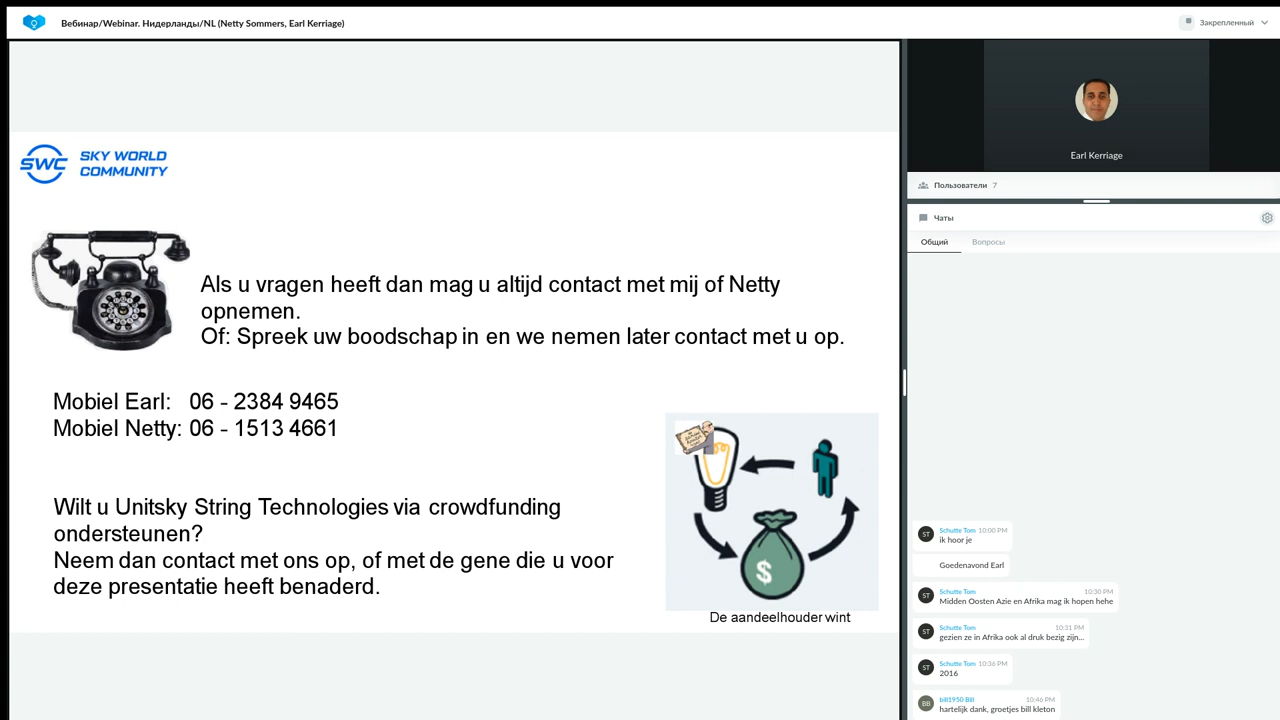 Вебинар/Webinar. Нидерланды/NL (Netty Sommers, Earl Kerriage)
Закрепленный
SWC SKY WORLD
COMMUNITY
Als u vragen heeft dan mag u altijd contact met mij of Netty
opnemen.
Of: Spreek uw boodschap in en we nemen later contact met u op.
Mobiel Earl: 06 - 2384 9465
Mobiel Netty: 06 - 1513 4661
Wilt u Unitsky String Technologies via crowdfunding
ondersteunen?
Neem dan contact met ons op, of met de gene die u voor
deze presentatie heeft benaderd.
$
De aandeelhouder wint
Earl Kerriage
Пользователи 7
Чаты
Общий Вопросы
ST Schutte Tom 10:00 PM
ik hoor je
Goedenavond Earl
ST Schutte Tom 10:30 PM
Midden Oosten Azie en Afrika mag ik hopen hehe
ST Schutte Tom 10:31 PM
gezien ze in Afrika ook al druk bezig zijn...
ST Schutte Tom 10:36 PM
2016
BB bill1950 Bill 10:46 PM
hartelijk dank, groetjes bill kleton